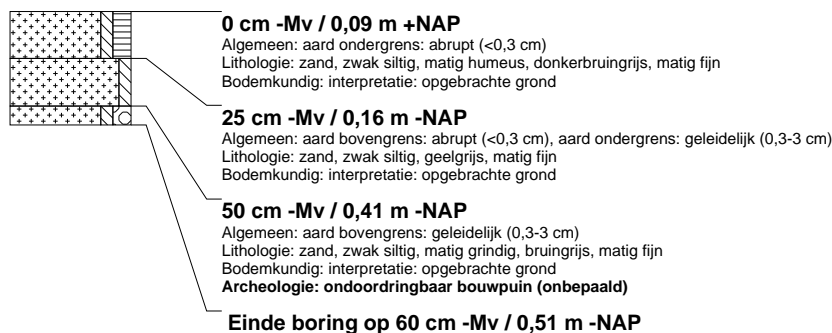 0 cm -Mv / 0,09 m +NAP
Algemeen: aard ondergrens: abrupt (<0,3 cm)
Lithologie: zand, zwak siltig, matig humeus, donkerbruingrijs, matig fijn
Bodemkundig: interpretatie: opgebrachte grond
25 cm -Mv / 0,16 m -NAP
Algemeen: aard bovengrens: abrupt (<0,3 cm), aard ondergrens: geleidelijk (0,3-3 cm)
Lithologie: zand, zwak siltig, geelgrijs, matig fijn
Bodemkundig: interpretatie: opgebrachte grond
50 cm -Mv / 0,41 m -NAP
Algemeen: aard bovengrens: geleidelijk (0,3-3 cm)
Lithologie: zand, zwak siltig, matig grindig, bruingrijs, matig fijn
Bodemkundig: interpretatie: opgebrachte grond
Archeologie: ondoordringbaar bouwpuin (onbepaald)
Einde boring op 60 cm -Mv / 0,51 m -NAP